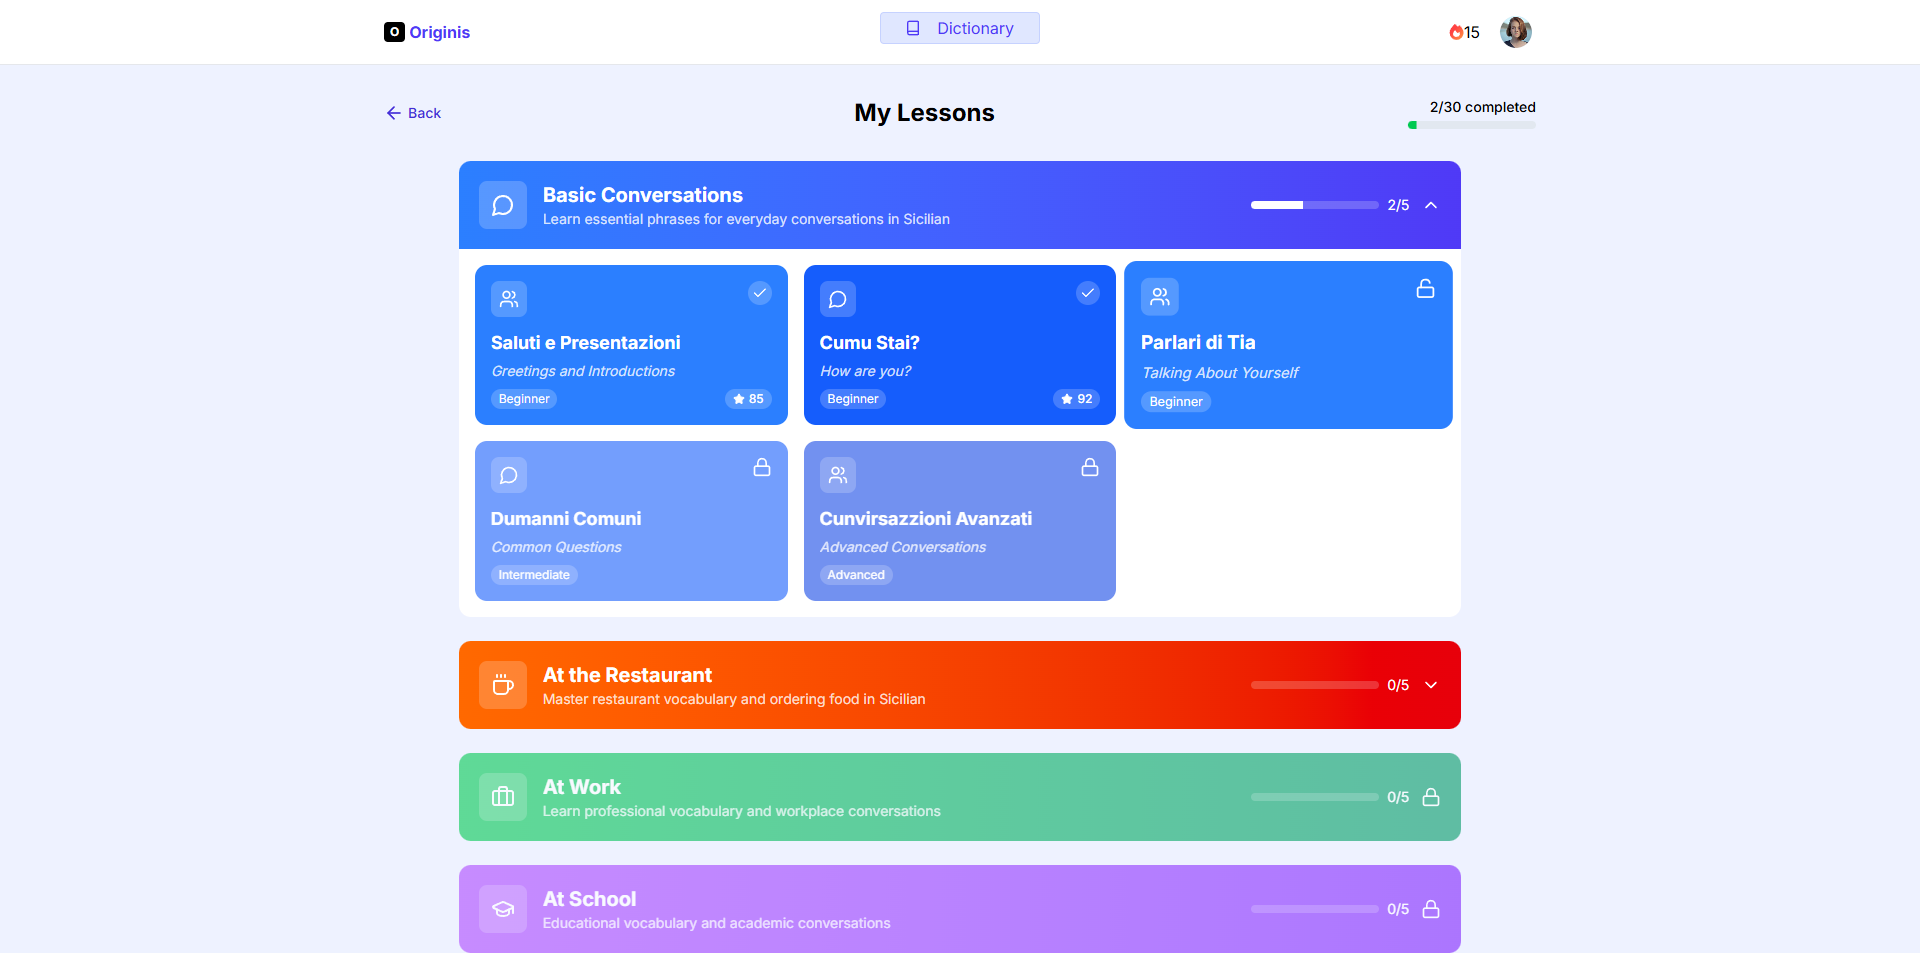 O Originis
Dictionary
15
Back
My Lessons
2/30 completed
Basic Conversations
Learn essential phrases for everyday conversations in Sicilian
2/5
Saluti e Presentazioni
Greetings and Introductions
Beginner
85
Cumu Stai?
How are you?
Beginner
92
Parlari di Tia
Talking About Yourself
Beginner
Dumanni Comuni
Common Questions
Intermediate
Cunvirsazzioni Avanzati
Advanced Conversations
Advanced
At the Restaurant
Master restaurant vocabulary and ordering food in Sicilian
0/5
At Work
Learn professional vocabulary and workplace conversations
0/5
At School
Educational vocabulary and academic conversations
0/5